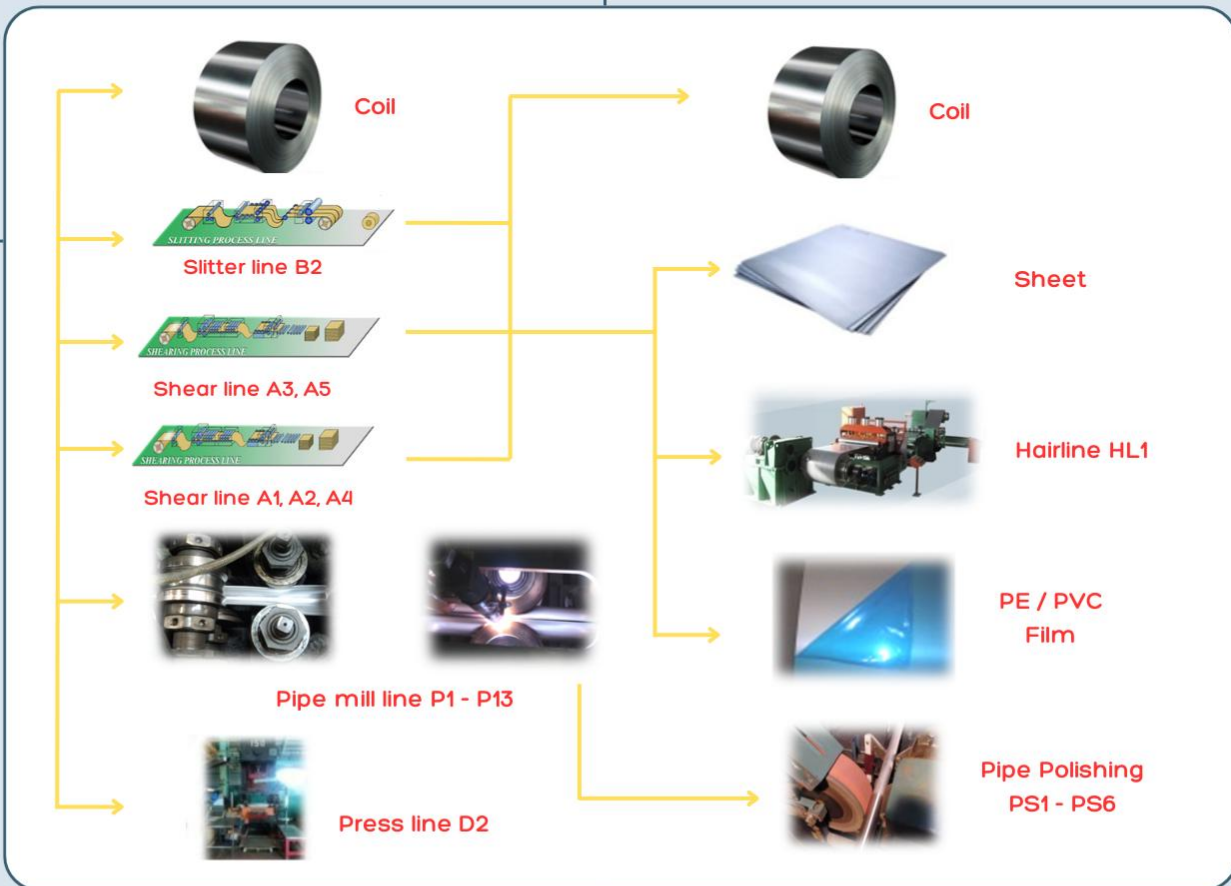 Coil
Coil
SLITTING PROCESS LINE
Slitter line B2
Sheet
SHEARING PROCESS LINE
Shear line A3, A5
SHEARING PROCESS LINE
Shear line A1, A2, A4
Hairline HL1
PE / PVC
Film
Pipe mill line P1 - P13
Press line D2
Pipe Polishing
PS1 - PS6